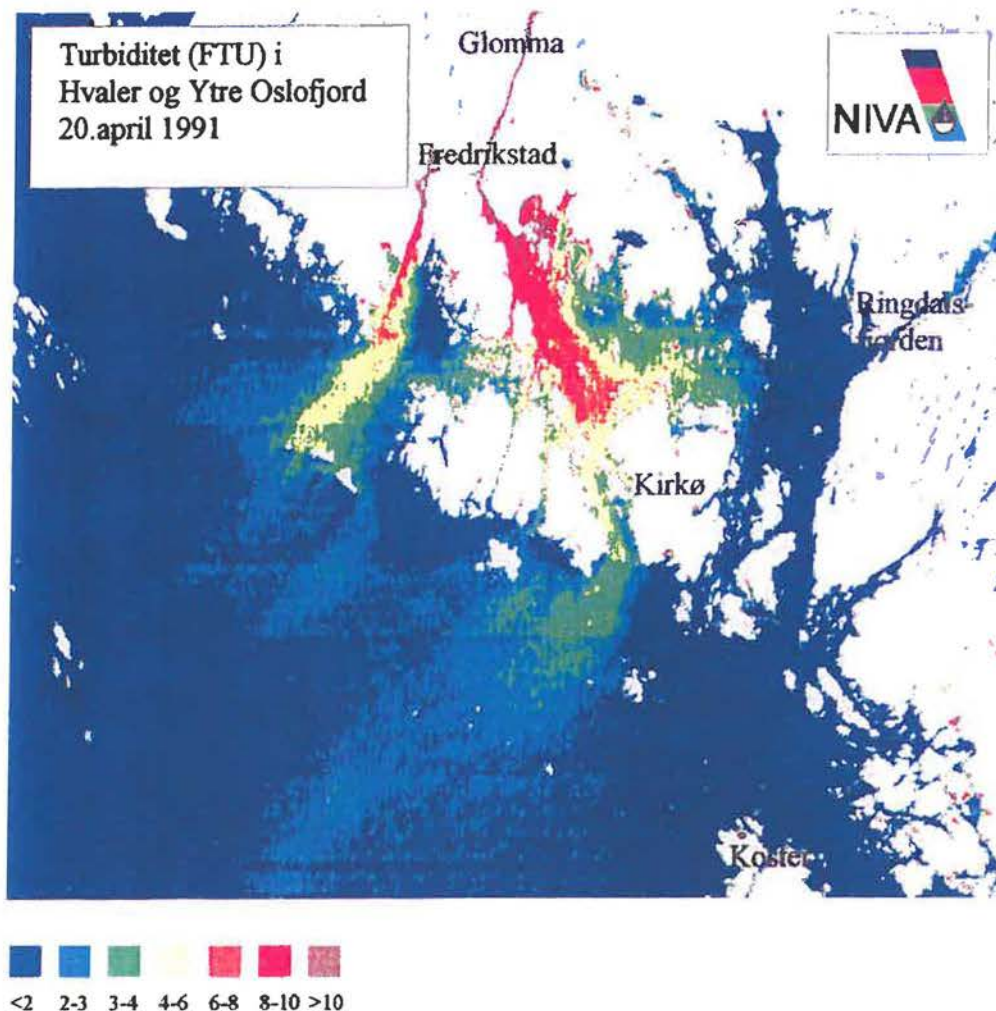 Turbiditet (FTU) i
Hvaler og Ytre Oslofjord
20.april 1991
Glomma
NIVA
Fredrikstad
Ringdals-
fjorden
Kirkø
Koster
<2 2-3 3-4 4-6 6-8 8-10 >10